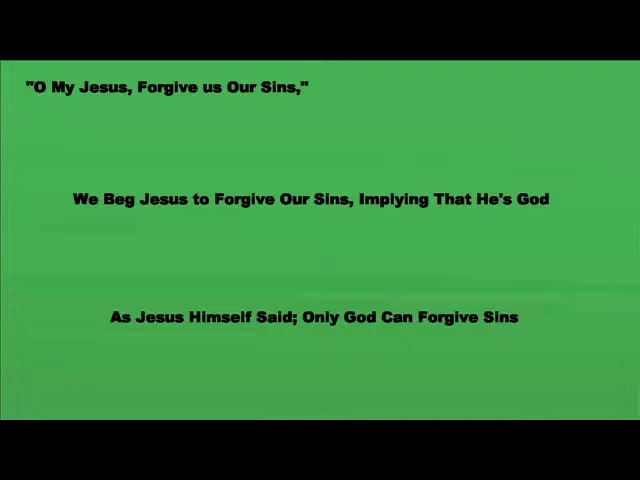 "O My Jesus, Forgive us Our Sins,"
We Beg Jesus to Forgive Our Sins, Implying That He's God
As Jesus Himself Said; Only God Can Forgive Sins